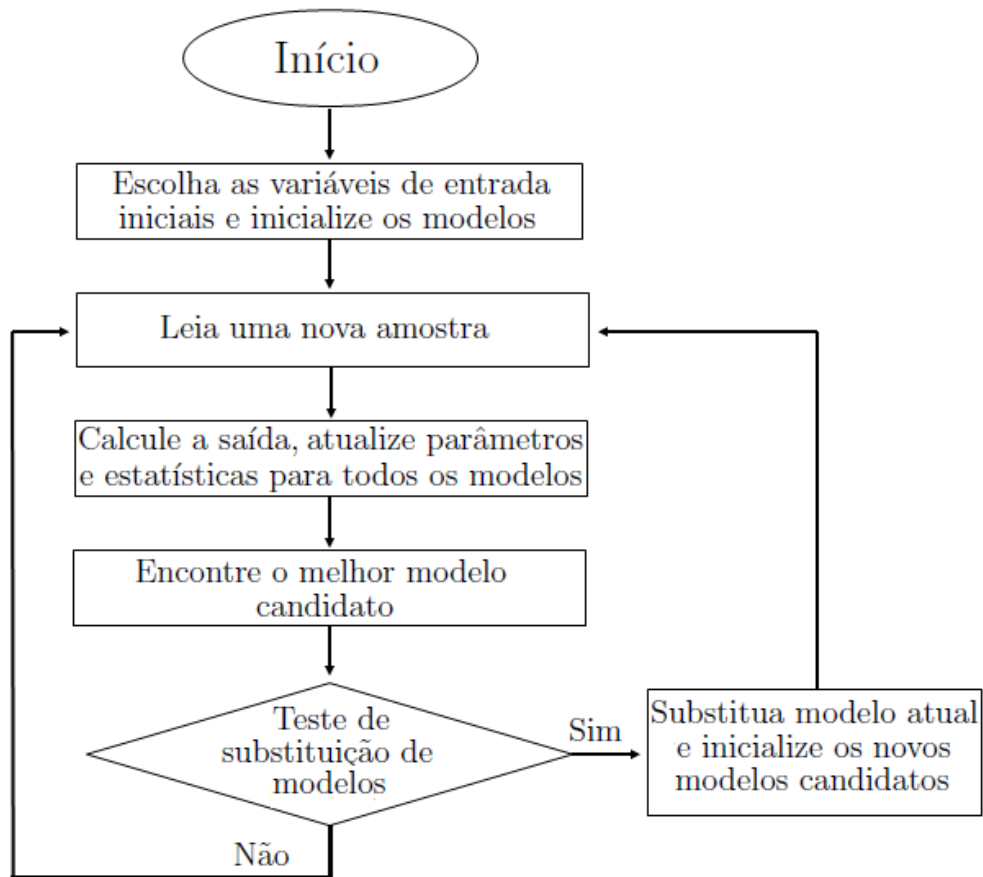 Início
Escolha as variáveis de entrada
iniciais e inicialize os modelos
Leia uma nova amostra
Calcule a saída, atualize parâmetros
e estatísticas para todos os modelos
Encontre o melhor modelo
candidato
Teste de
substituição de
modelos
Sim
Substitua modelo atual
e inicialize os novos
modelos candidatos
Não